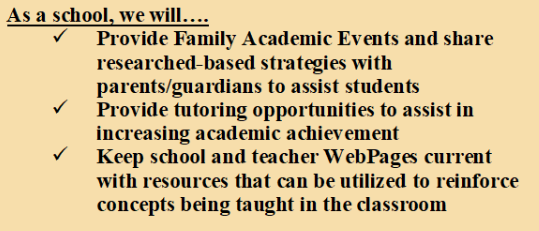 As a school, we will….
✓ Provide Family Academic Events and share
researched-based strategies with
parents/guardians to assist students
✓ Provide tutoring opportunities to assist in
increasing academic achievement
✓ Keep school and teacher WebPages current
with resources that can be utilized to reinforce
concepts being taught in the classroom